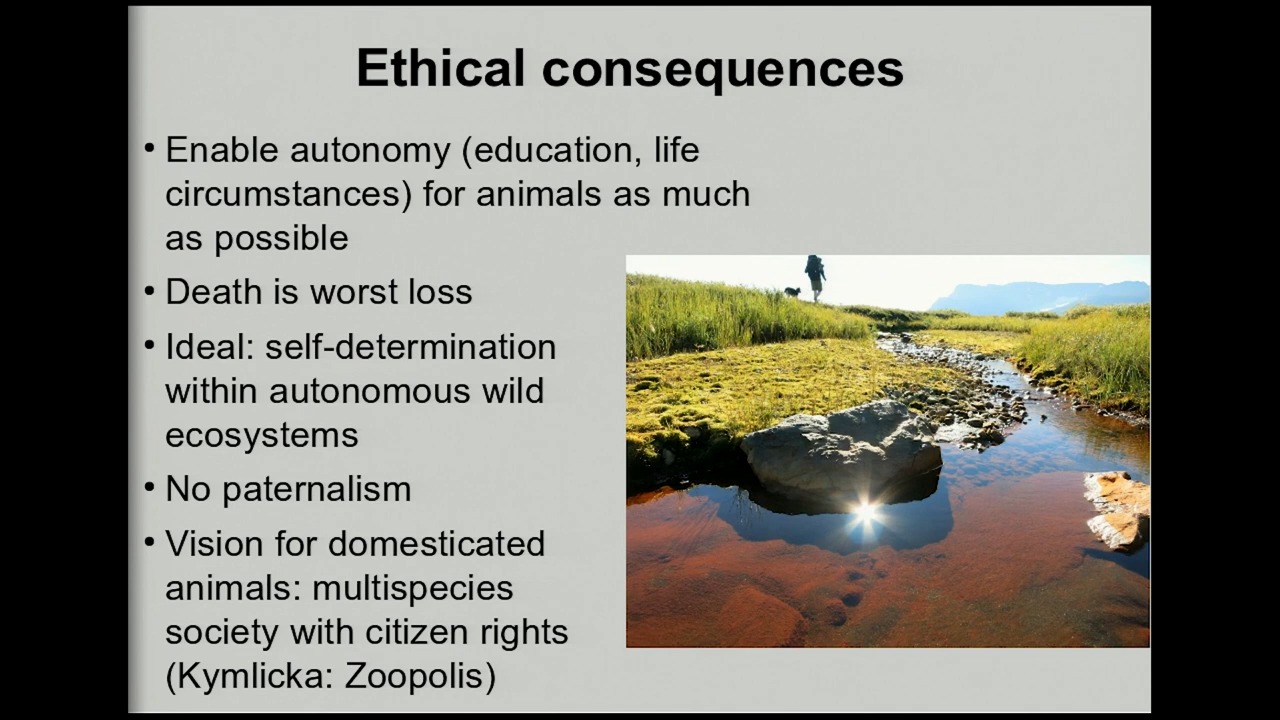 Ethical consequences
• Enable autonomy (education, life
circumstances) for animals as much
as possible
• Death is worst loss
• Ideal: self-determination
within autonomous wild
ecosystems
• No paternalism
• Vision for domesticated
animals: multispecies
society with citizen rights
(Kymlicka: Zoopolis)